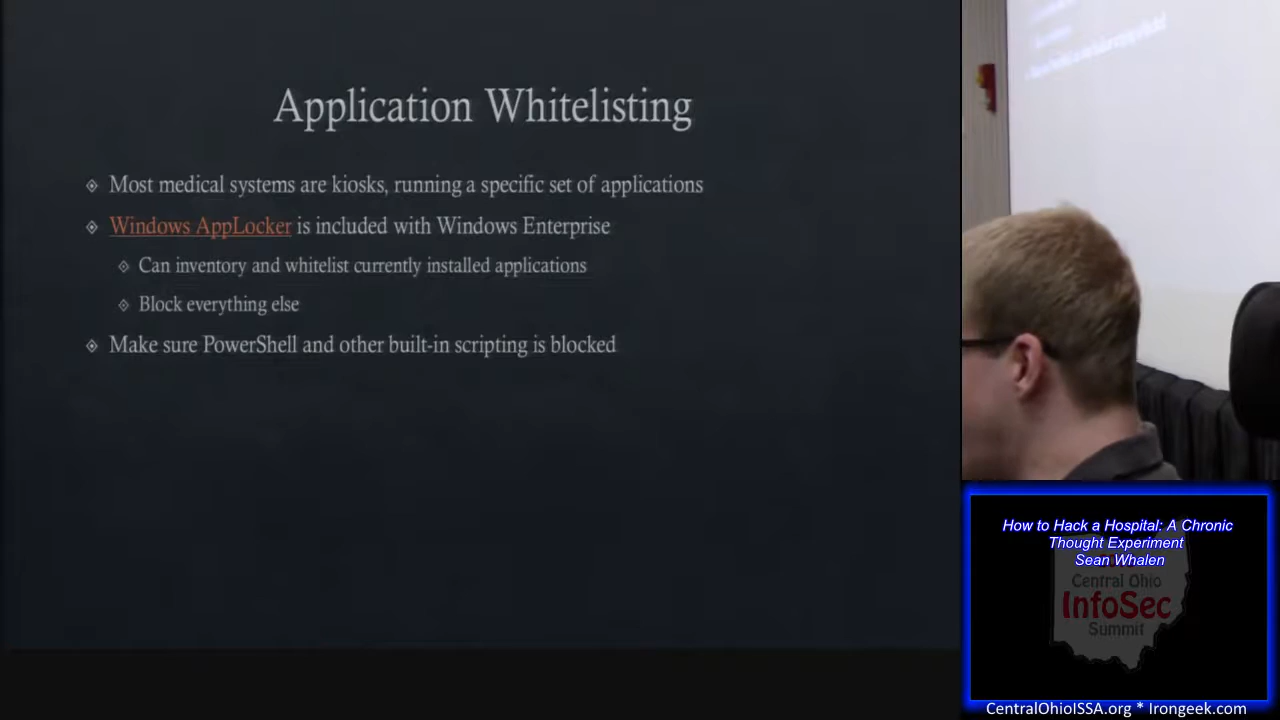 Application Whitelisting
Most medical systems are kiosks, running a specific set of applications
Windows AppLocker is included with Windows Enterprise
Can inventory and whitelist currently installed applications
Block everything else
Make sure PowerShell and other built-in scripting is blocked
How to Hack a Hospital: A Chronic
Thought Experiment
Sean Whalen
Central Ohio
InfoSec
Summit
CentralOhioISSA.org * Irongeek.com